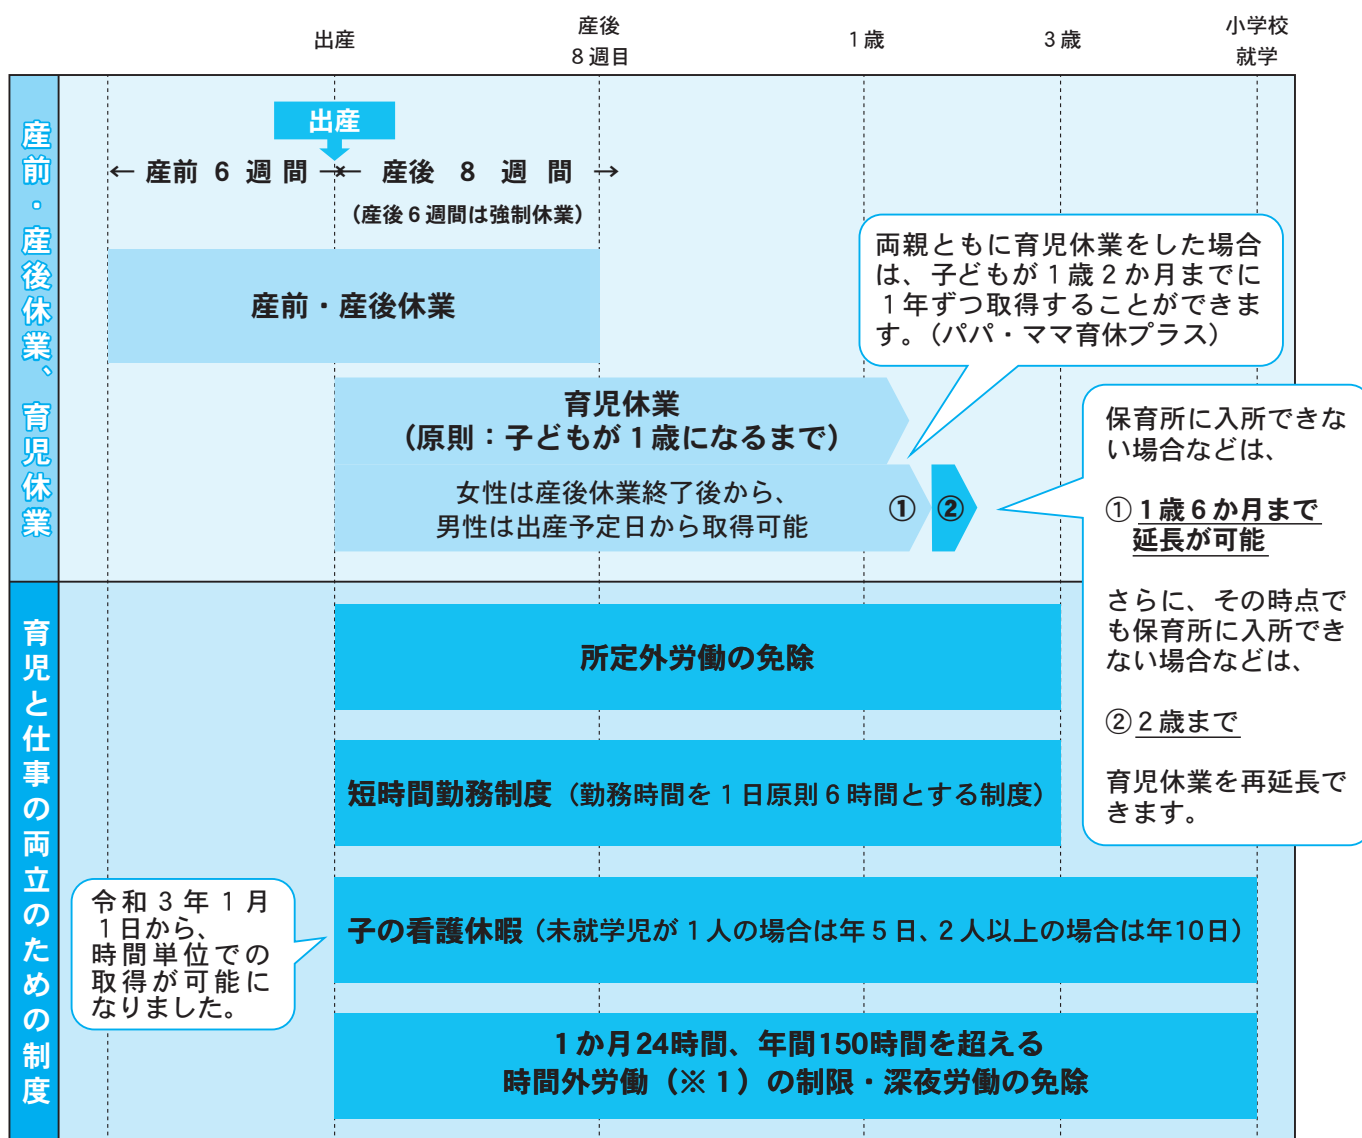 出産
産後
８週目
１歳
３歳
小学校
就学
産前・産後休業、育児休業
出産
← 産前 ６ 週 間 →
← 産後 ８ 週 間 →
（産後６週間は強制休業）
産前・産後休業
両親ともに育児休業をした場合
は、子どもが１歳２か月までに
１年ずつ取得することができま
す。（パパ・ママ育休プラス）
育児休業
（原則：子どもが１歳になるまで）
女性は産後休業終了後から、
男性は出産予定日から取得可能
①
②
保育所に入所できな
い場合などは、
①１歳６か月まで
延長が可能
さらに、その時点で
も保育所に入所でき
ない場合などは、
②２歳まで
育児休業を再延長で
きます。
育児と仕事の両立のための制度
所定外労働の免除
短時間勤務制度（勤務時間を１日原則６時間とする制度）
令和３年１月
１日から、
時間単位での
取得が可能に
なりました。
子の看護休暇（未就学児が１人の場合は年５日、２人以上の場合は年10日）
１か月24時間、年間150時間を超える
時間外労働（※１）の制限・深夜労働の免除